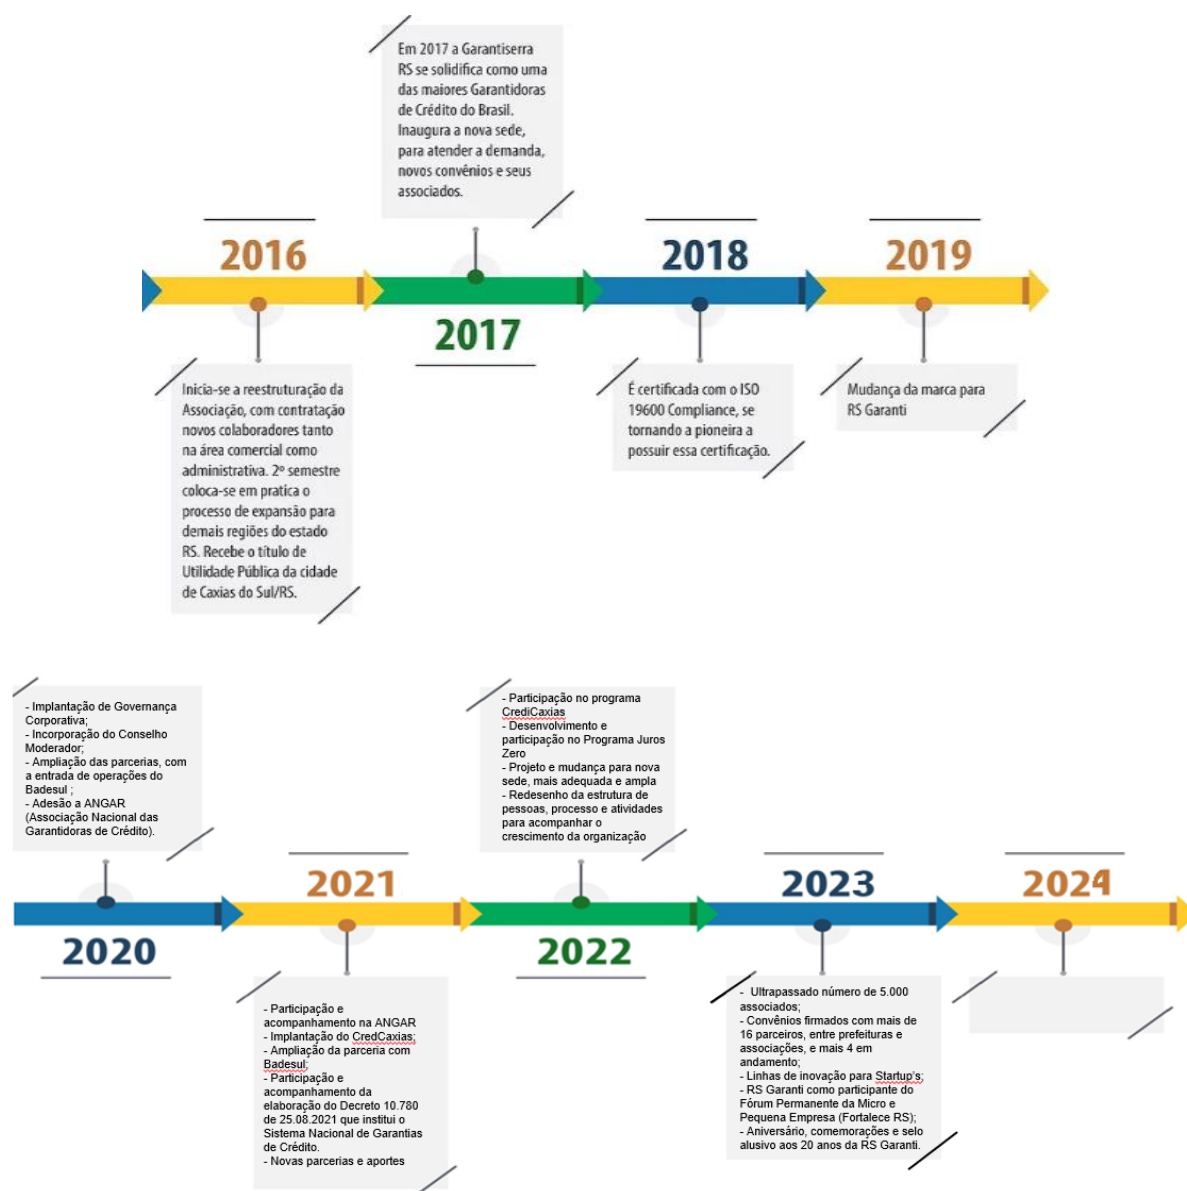 Em 2017 a Garantiserra
RS se solidifica como uma
das maiores Garantidoras
de Crédito do Brasil.
Inaugura a nova sede,
para atender a demanda,
novos convênios e seus
associados.
2016
2017
2018
2019
Inicia-se a reestruturação da
Associação, com contratação
novos colaboradores tanto
na área comercial como
administrativa. 2º semestre
coloca-se em pratica o
processo de expansão para
demais regiões do estado
RS. Recebe o título de
Utilidade Pública da cidade
de Caxias do Sul/RS.
É certificada com o ISO
19600 Compliance, se
tornando a pioneira a
possuir essa certificação.
Mudança da marca para
RS Garanti
- Implantação de Governança
Corporativa;
- Incorporação do Conselho
Moderador;
- Ampliação das parcerias, com
a entrada de operações do
Badesul ;
- Adesão a ANGAR
(Associação Nacional das
Garantidoras de Crédito).
- Participação no programa
CrediCaxias
- Desenvolvimento e
participação no Programa Juros
Zero
- Projeto e mudança para nova
sede, mais adequada e ampla
- Redesenho da estrutura de
pessoas, processo e atividades
para acompanhar o
crescimento da organização
2020
2021
2022
2023
2024
- Participação e
acompanhamento na ANGAR
- Implantação do CredCaxias;
- Ampliação da parceria com
Badesul;
- Participação e
acompanhamento da
elaboração do Decreto 10.780
de 25.08.2021 que institui o
Sistema Nacional de Garantias
de Crédito.
- Novas parcerias e aportes
- Ultrapassado número de 5.000
associados;
- Convênios firmados com mais de
16 parceiros, entre prefeituras e
associações, e mais 4 em
andamento;
- Linhas de inovação para Startup's;
- RS Garanti como participante do
Fórum Permanente da Micro e
Pequena Empresa (Fortalece RS);
- Aniversário, comemorações e selo
alusivo aos 20 anos da RS Garanti.